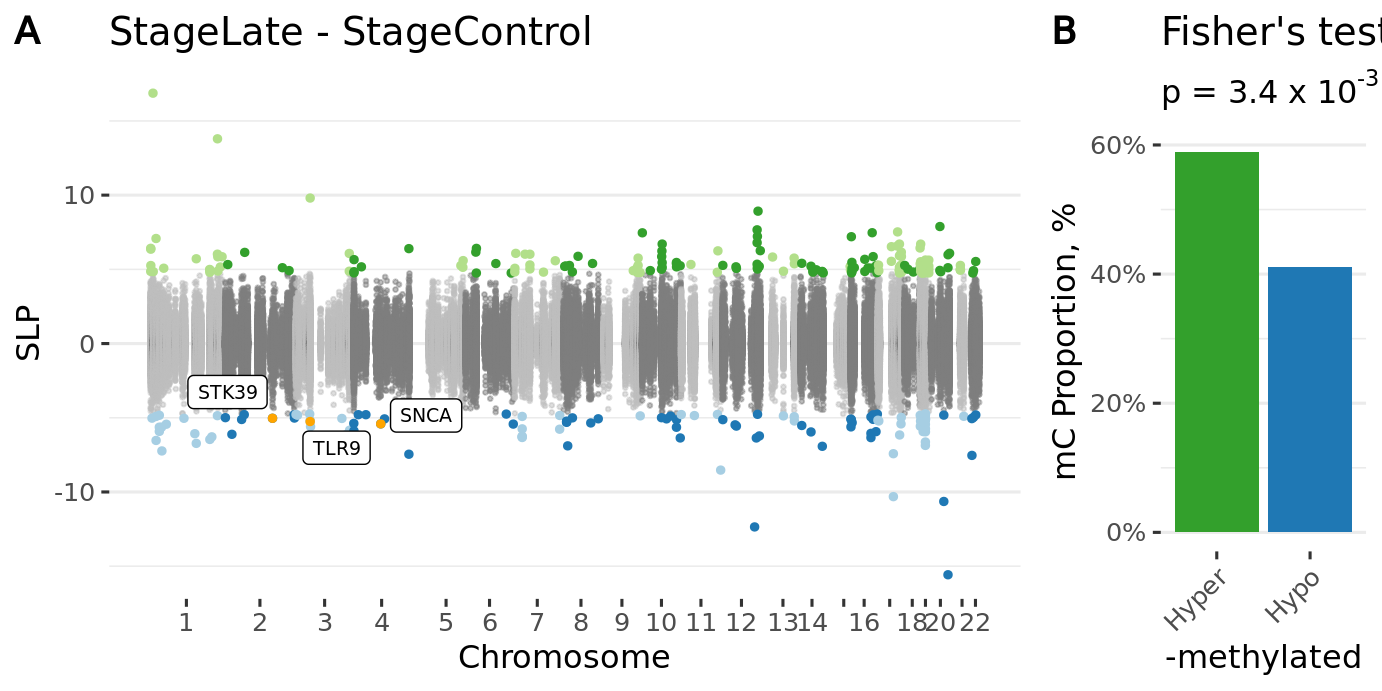 A
StageLate - StageControl
SLP
10
0
-10
STK39
TLR9
SNCA
1 2 3 4 5 6 7 8 9 10 11 12 13 14 16 18 20 22
Chromosome
B
Fisher's test
p = 3.4 x 10⁻³
mC Proportion, %
60%
40%
20%
0%
Hyper
Hypo
-methylated